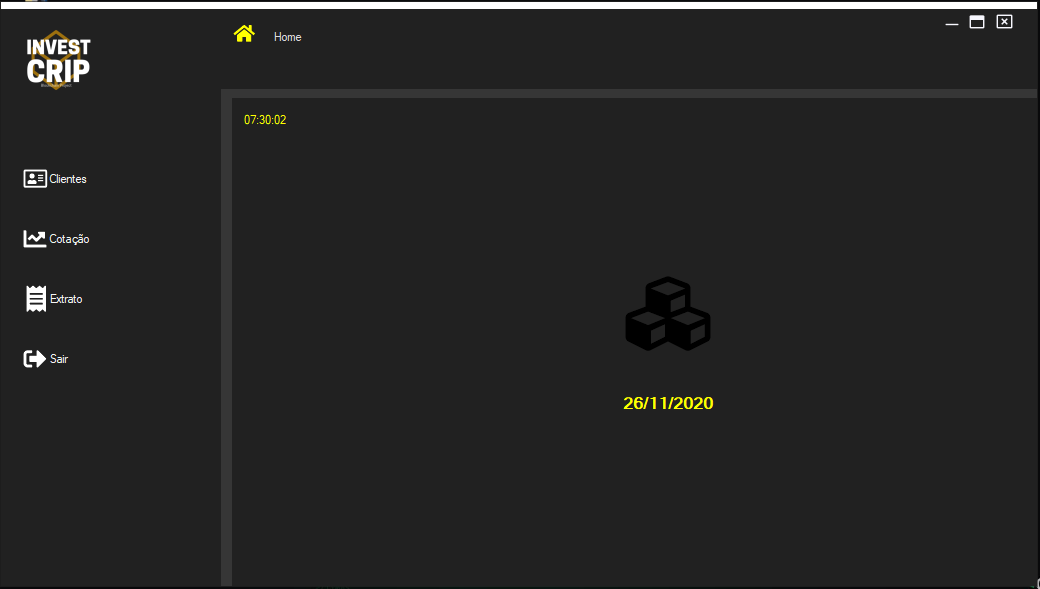 INVEST
CRIP
Home
07:30:02
Clientes
Cotação
Extrato
Sair
26/11/2020